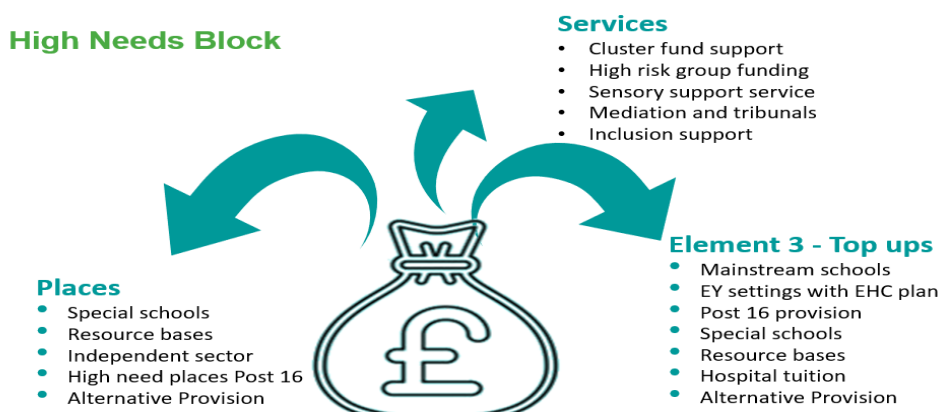 High Needs Block
Services
• Cluster fund support
• High risk group funding
• Sensory support service
• Mediation and tribunals
• Inclusion support
Places
• Special schools
• Resource bases
• Independent sector
• High need places Post 16
• Alternative Provision
£
Element 3 - Top ups
• Mainstream schools
• EY settings with EHC plan
• Post 16 provision
• Special schools
• Resource bases
• Hospital tuition
• Alternative Provision